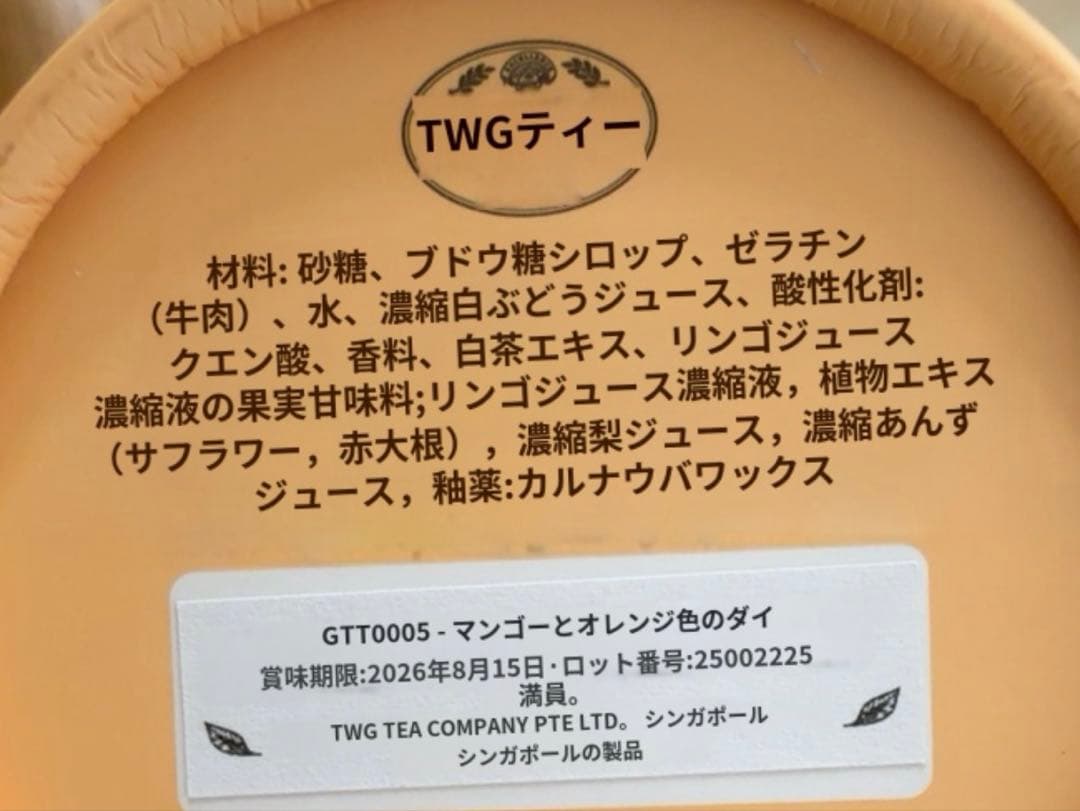 TWGティー
材料: 砂糖、ブドウ糖シロップ、ゼラチン
（牛肉）、水、濃縮白ぶどうジュース、酸性化剤:
クエン酸、香料、白茶エキス、リンゴジュース
濃縮液の果実甘味料;リンゴジュース濃縮液，植物エキス
（サフラワー，赤大根），濃縮梨ジュース，濃縮あんず
ジュース，釉薬:カルナウバワックス
GTT0005 - マンゴーとオレンジ色のダイ
賞味期限:2026年8月15日·ロット番号:25002225
満員。
TWG TEA COMPANY PTE LTD。 シンガポール
シンガポールの製品